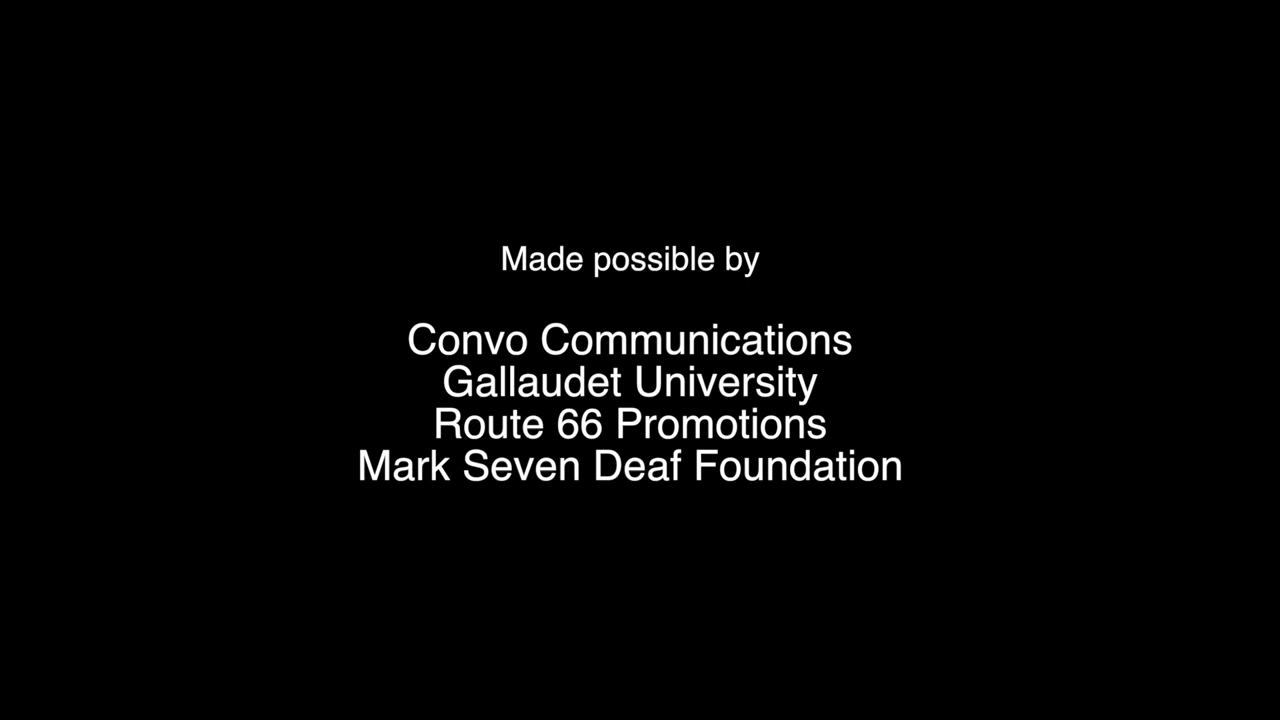 Made possible by
Convo Communications
Gallaudet University
Route 66 Promotions
Mark Seven Deaf Foundation